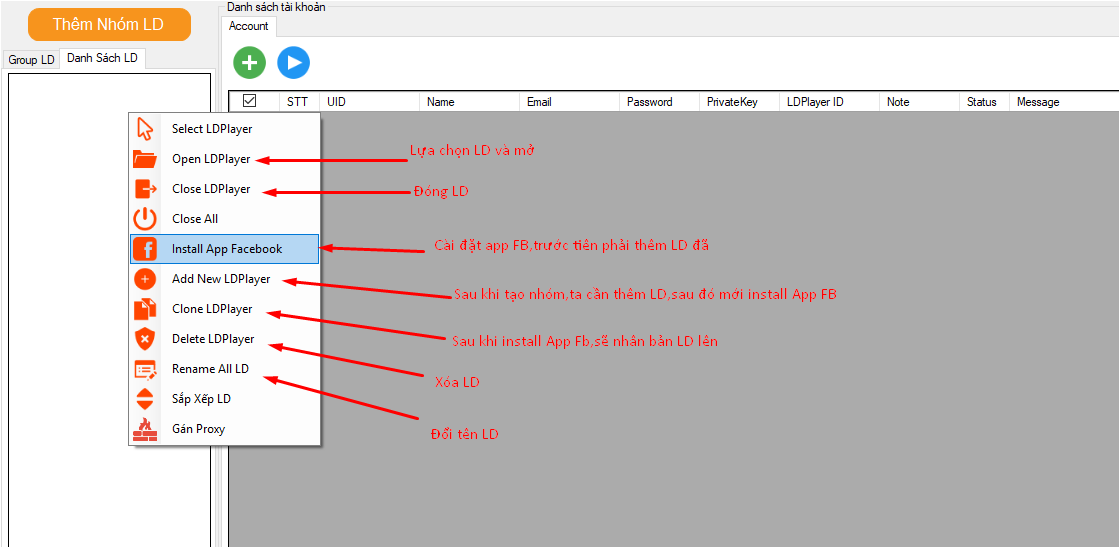 Danh sách tài khoản
Thêm Nhóm LD
Account
Group LD
Danh Sách LD
STT
UID
Name
Email
Password
PrivateKey
LDPlayer ID
Note
Status
Message
Select LDPlayer
Open LDPlayer
Lựa chọn LD và mở
Close LDPlayer
Đóng LD
Close All
Install App Facebook
Cài đặt app FB,trước tiên phải thêm LD đã
Add New LDPlayer
Sau khi tạo nhóm,ta cần thêm LD,sau đó mới install App FB
Clone LDPlayer
Sau khi install App Fb,sẽ nhân bản LD lên
Delete LDPlayer
Xóa LD
Rename All LD
Đổi tên LD
Sắp Xếp LD
Gán Proxy